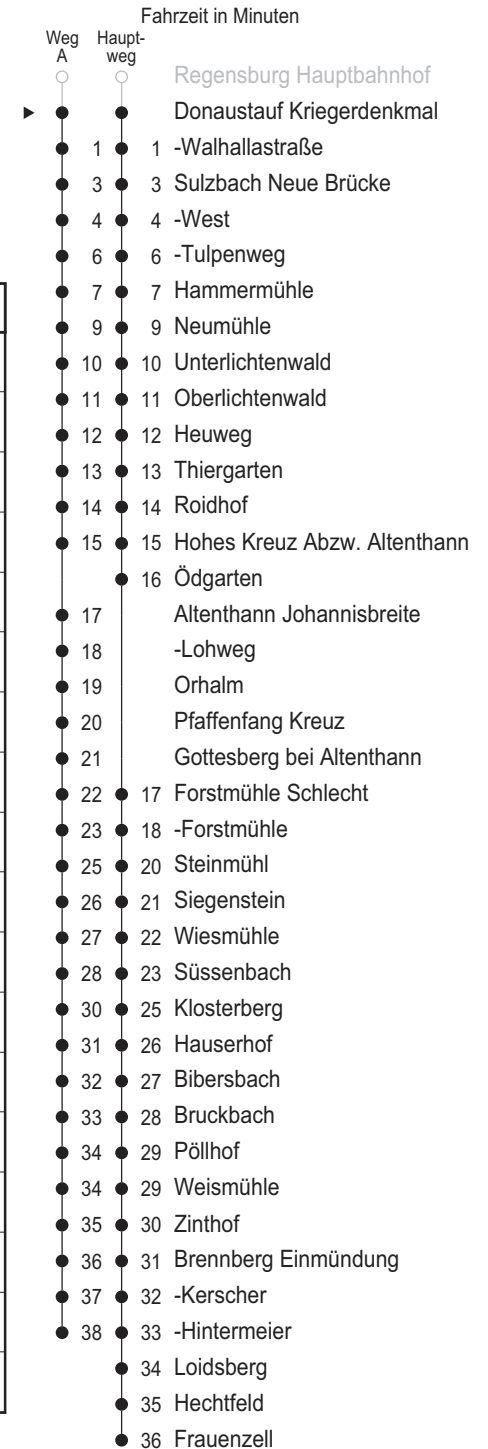 Fahrzeit in Minuten
Weg A Haupt-weg
Regensburg Hauptbahnhof
Donaustauf Kriegerdenkmal
1 1 -Walhallastraße
3 3 Sulzbach Neue Brücke
4 4 -West
6 6 -Tulpenweg
7 7 Hammermühle
9 9 Neumühle
10 10 Unterlichtenwald
11 11 Oberlichtenwald
12 12 Heuweg
13 13 Thiergarten
14 14 Roidhof
15 15 Hohes Kreuz Abzw. Altenthann
16 Ödgarten
17 Altenthann Johannisbreite
18 -Lohweg
19 Orhalm
20 Pfaffenfang Kreuz
21 Gottesberg bei Altenthann
22 17 Forstmühle Schlecht
23 18 -Forstmühle
25 20 Steinmühl
26 21 Siegenstein
27 22 Wiesmühle
28 23 Süssenbach
30 25 Klosterberg
31 26 Hauserhof
32 27 Bibersbach
33 28 Bruckbach
34 29 Pöllhof
34 29 Weismühle
35 30 Zinthof
36 31 Brennberg Einmündung
37 32 -Kerscher
38 33 -Hintermeier
34 Loidsberg
35 Hechtfeld
36 Frauenzell